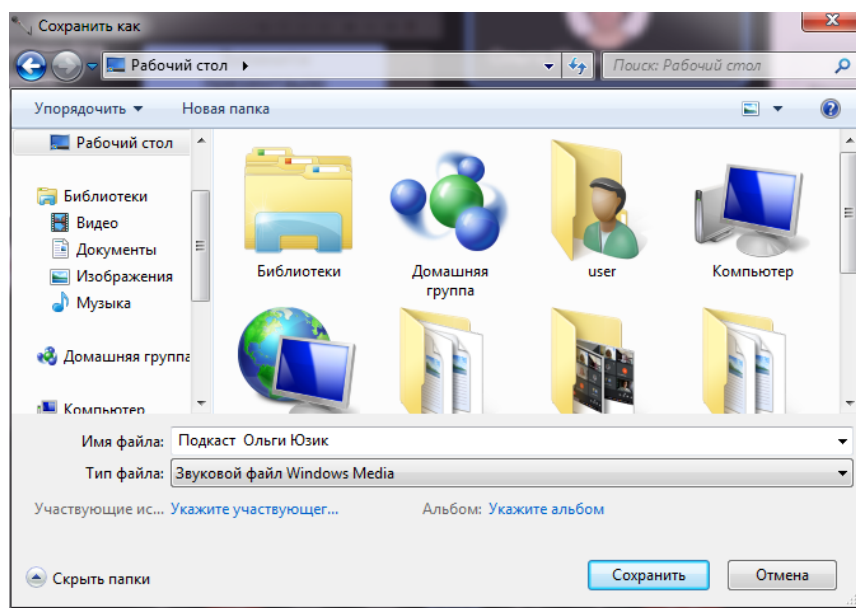 Сохранить как
Рабочий стол
Поиск: Рабочий стол
Упорядочить
Новая папка
Рабочий стол
Библиотеки
Видео
Документы
Изображения
Музыка
Домашняя группа
Компьютер
Библиотеки
Домашняя
группа
user
Компьютер
Имя файла: Подкаст Ольги Юзик
Тип файла: Звуковой файл Windows Media
Участвующие ис... Укажите участвующег... Альбом: Укажите альбом
Скрыть папки
Сохранить
Отмена